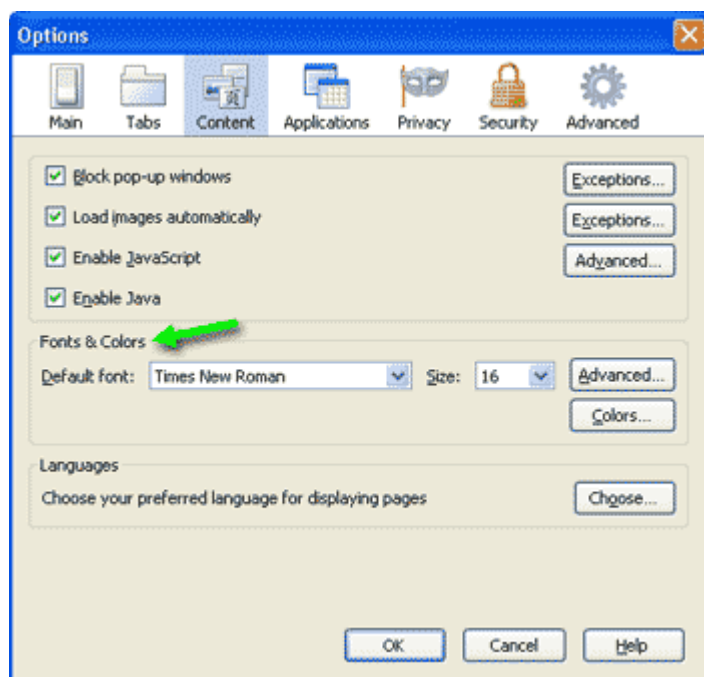 Options
Main Tabs Content Applications Privacy Security Advanced
Block pop-up windows Exceptions...
Load images automatically Exceptions...
Enable JavaScript Advanced...
Enable Java
Fonts & Colors
Default font: Times New Roman Size: 16 Advanced...
Colors...
Languages
Choose your preferred language for displaying pages Choose...
OK Cancel Help